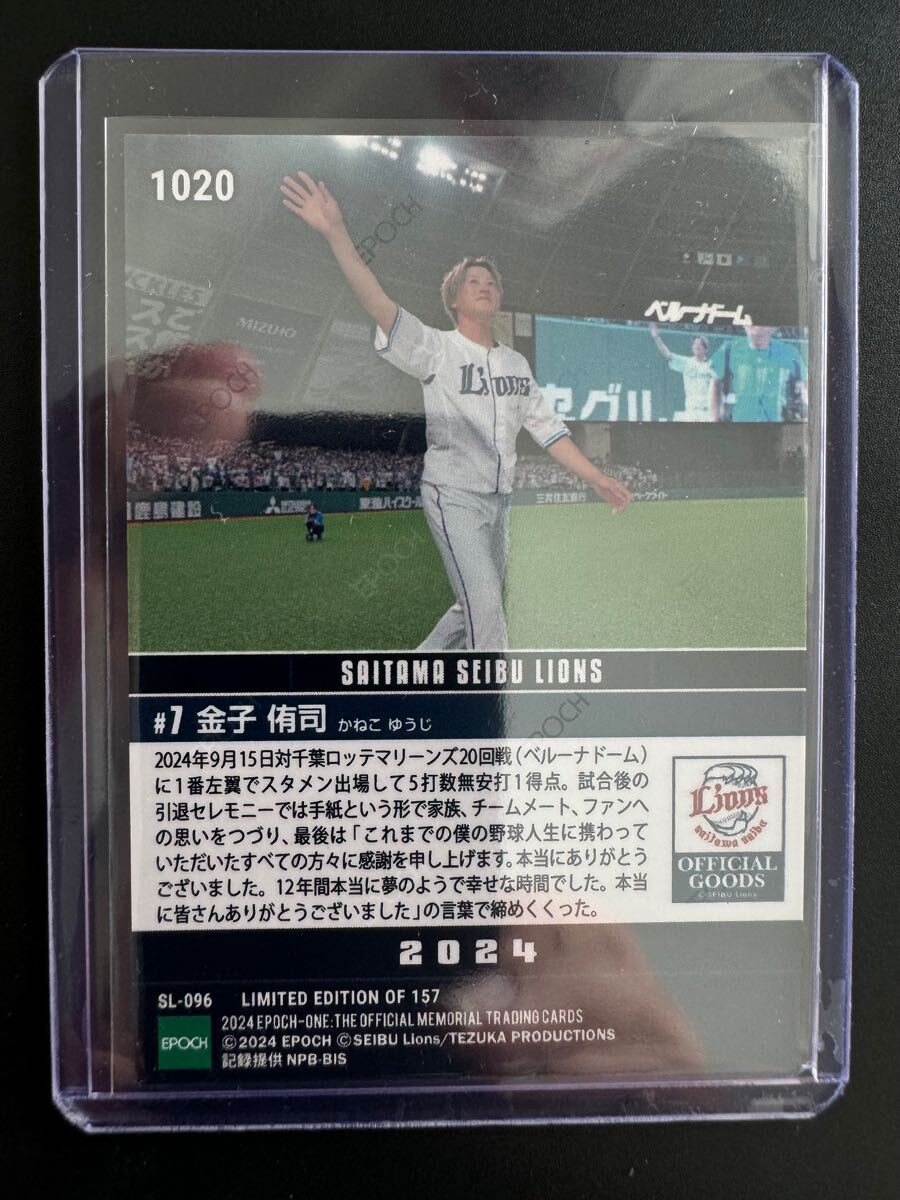 1020
EPOCH
MIZUNO
ベルーナドーム
Lions
EPOCH
三井住友銀行
EPOCH
SAITAMA SEIBU LIONS
#7 金子 侑司 かねこ ゆうじ
EPOCH
2024年9月15日対千葉ロッテマリーンズ20回戦(ベルーナドーム)
に1番左翼でスタメン出場して5打数無安打1得点。試合後の
引退セレモニーでは手紙という形で家族、チームメート、ファンへ
の思いをつづり、最後は「これまでの僕の野球人生に携わって
いただいたすべての方々に感謝を申し上げます。本当にありがとう
ございました。12年間本当に夢のようで幸せな時間でした。本当
に皆さんありがとうございました」の言葉で締めくくった。
Lions
OFFICIAL
GOODS
©SEIBU Lions
2024
SL-096 LIMITED EDITION OF 157
EPOCH
2024 EPOCH-ONE:THE OFFICIAL MEMORIAL TRADING CARDS
©2024 EPOCH ©SEIBU Lions/TEZUKA PRODUCTIONS
記録提供 NPB-BIS